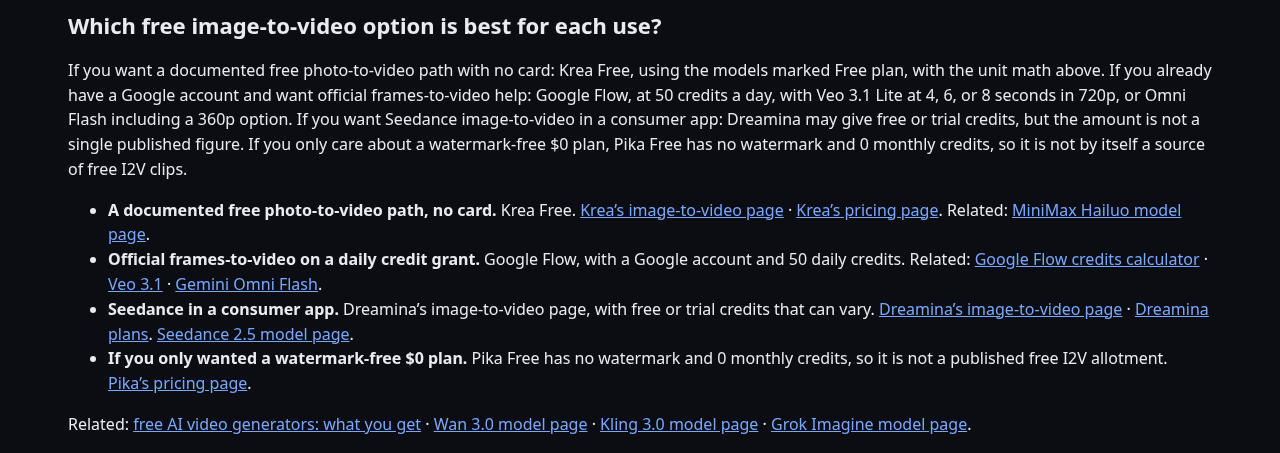 Which free image-to-video option is best for each use?
If you want a documented free photo-to-video path with no card: Krea Free, using the models marked Free plan, with the unit math above. If you already
have a Google account and want official frames-to-video help: Google Flow, at 50 credits a day, with Veo 3.1 Lite at 4, 6, or 8 seconds in 720p, or Omni
Flash including a 360p option. If you want Seedance image-to-video in a consumer app: Dreamina may give free or trial credits, but the amount is not a
single published figure. If you only care about a watermark-free $0 plan, Pika Free has no watermark and 0 monthly credits, so it is not by itself a source
of free I2V clips.
• A documented free photo-to-video path, no card. Krea Free. Krea’s image-to-video page · Krea’s pricing page. Related: MiniMax Hailuo model
page.
• Official frames-to-video on a daily credit grant. Google Flow, with a Google account and 50 daily credits. Related: Google Flow credits calculator ·
Veo 3.1 · Gemini Omni Flash.
• Seedance in a consumer app. Dreamina’s image-to-video page, with free or trial credits that can vary. Dreamina’s image-to-video page · Dreamina
plans. Seedance 2.5 model page.
• If you only wanted a watermark-free $0 plan. Pika Free has no watermark and 0 monthly credits, so it is not a published free I2V allotment.
Pika’s pricing page.
Related: free AI video generators: what you get · Wan 3.0 model page · Kling 3.0 model page · Grok Imagine model page.